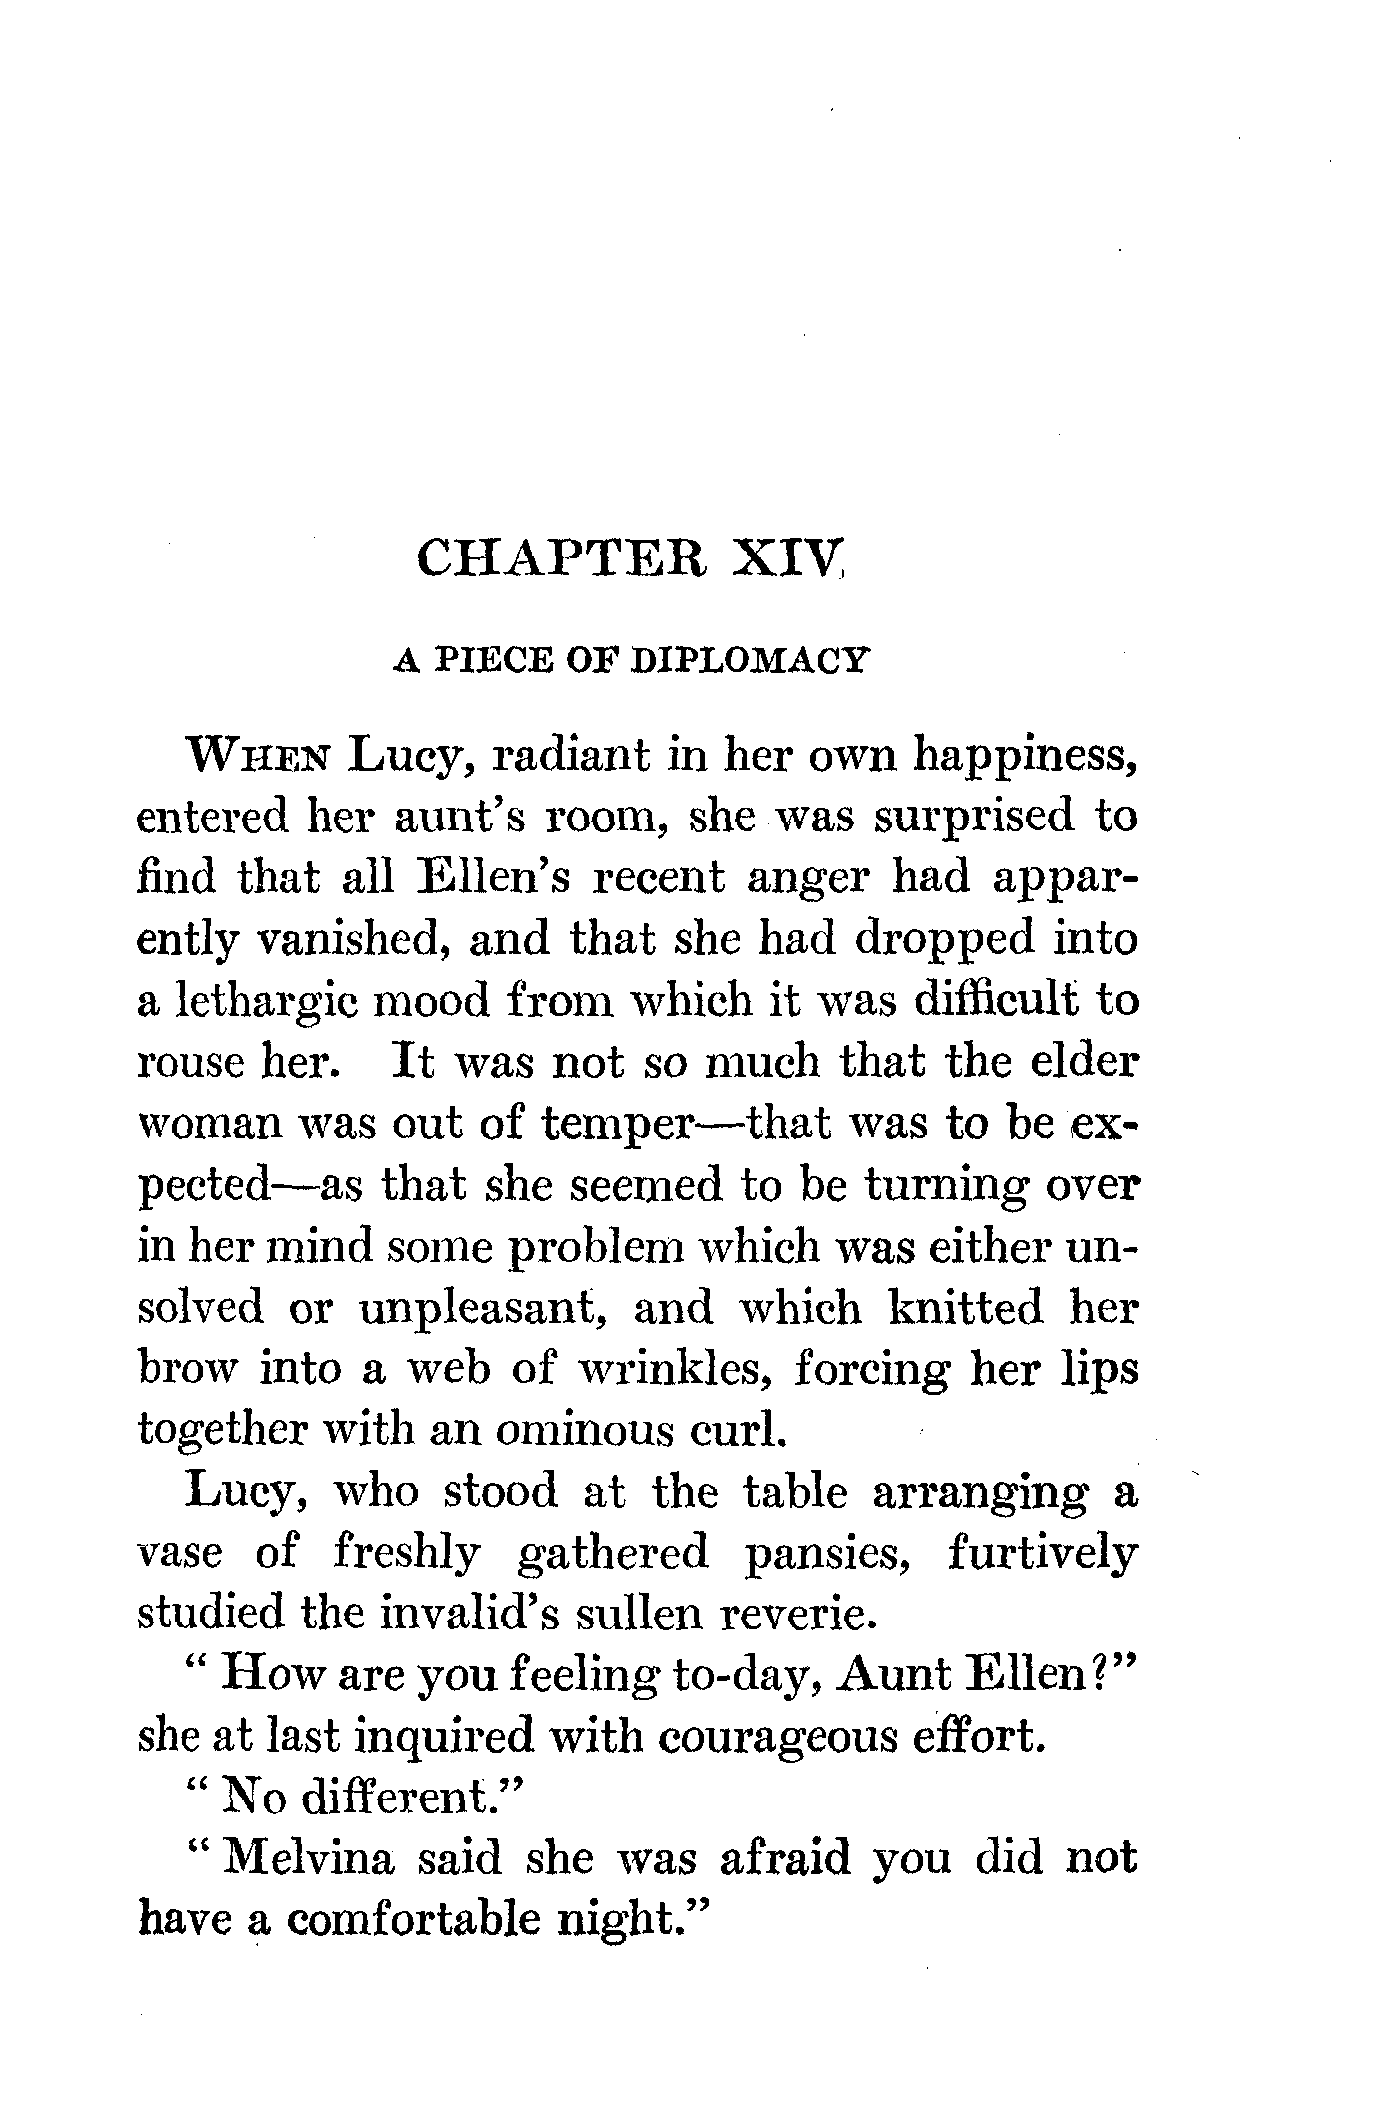 CHAPTER XIV
A PIECE OF DIPLOMACY
WHEN Lucy, radiant in her own happiness,
entered her aunt's room, she was surprised to
find that all Ellen's recent anger had appar-
ently vanished, and that she had dropped into
a lethargic mood from which it was difficult to
rouse her. It was not so much that the elder
woman was out of temper—that was to be ex-
pected—as that she seemed to be turning over
in her mind some problem which was either un-
solved or unpleasant, and which knitted her
brow into a web of wrinkles, forcing her lips
together with an ominous curl.
Lucy, who stood at the table arranging a
vase of freshly gathered pansies, furtively
studied the invalid's sullen reverie.
" How are you feeling to-day, Aunt Ellen?"
she at last inquired with courageous effort.
" No different."
" Melvina said she was afraid you did not
have a comfortable night."